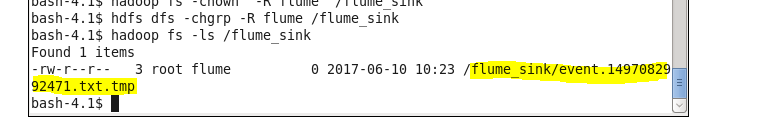 bash-4.1$ hadoop fs -chown -R flume /flume_sink
bash-4.1$ hdfs dfs -chgrp -R flume /flume_sink
bash-4.1$ hadoop fs -ls /flume_sink
Found 1 items
-rw-r--r--   3 root flume          0 2017-06-10 10:23 /flume_sink/event.14970829
92471.txt.tmp
bash-4.1$